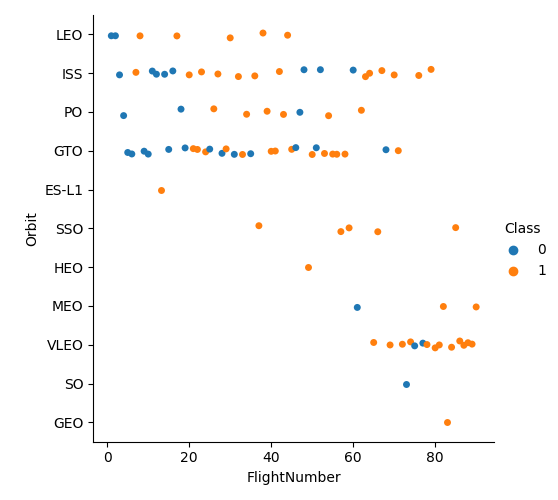 LEO
ISS
PO
GTO
ES-L1
SSO
HEO
MEO
VLEO
SO
GEO
Orbit
0 20 40 60 80
FlightNumber
Class
0
1